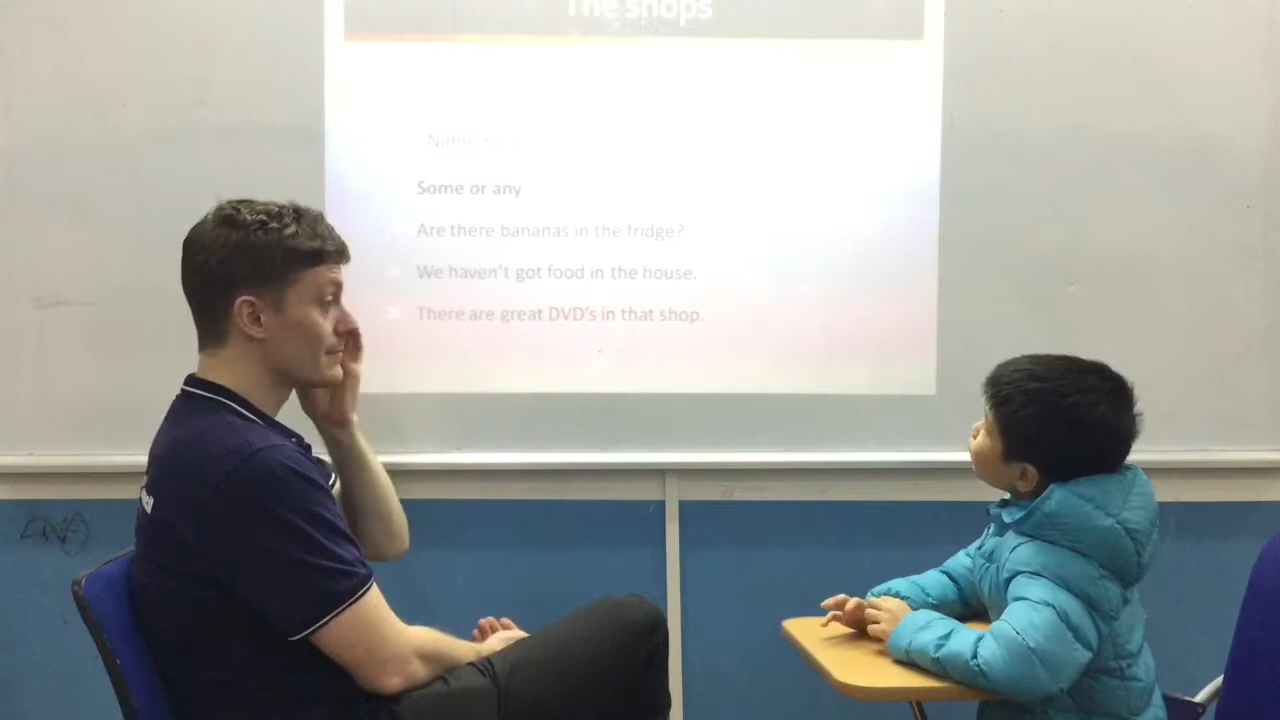 The shops
Some or any
Are there bananas in the fridge?
We haven't got food in the house.
There are great DVD's in that shop.